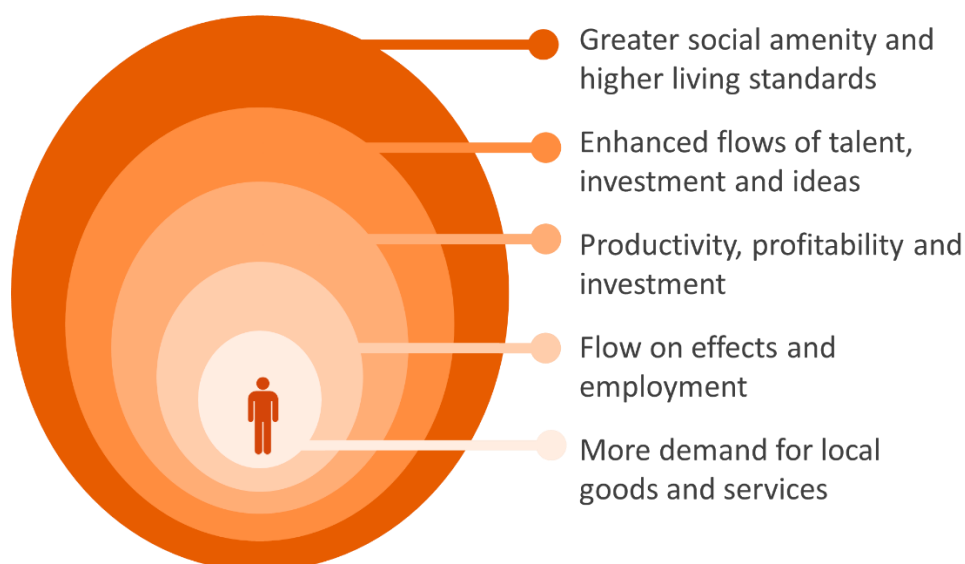 Greater social amenity and
higher living standards
Enhanced flows of talent,
investment and ideas
Productivity, profitability and
investment
Flow on effects and
employment
More demand for local
goods and services